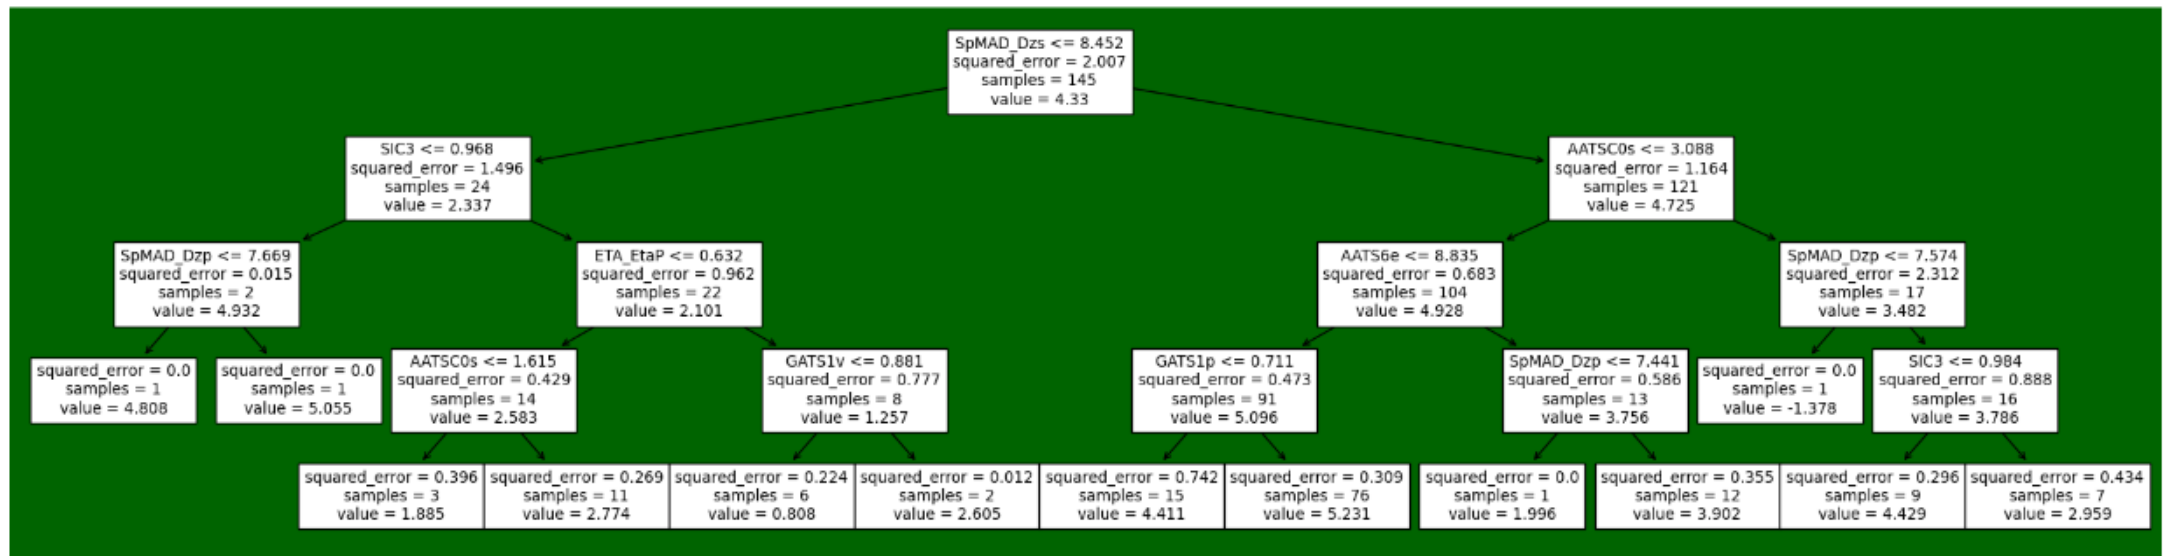 SpMAD_Dzs <= 8.452
squared_error = 2.007
samples = 145
value = 4.33
SIC3 <= 0.968
squared_error = 1.496
samples = 24
value = 2.337
AATSC0s <= 3.088
squared_error = 1.164
samples = 121
value = 4.725
SpMAD_Dzp <= 7.669
squared_error = 0.015
samples = 2
value = 4.932
ETA_EtaP <= 0.632
squared_error = 0.962
samples = 22
value = 2.101
AATS6e <= 8.835
squared_error = 0.683
samples = 104
value = 4.928
SpMAD_Dzp <= 7.574
squared_error = 2.312
samples = 17
value = 3.482
squared_error = 0.0
samples = 1
value = 4.808
squared_error = 0.0
samples = 1
value = 5.055
AATSC0s <= 1.615
squared_error = 0.429
samples = 14
value = 2.583
GATS1v <= 0.881
squared_error = 0.777
samples = 8
value = 1.257
GATS1p <= 0.711
squared_error = 0.473
samples = 91
value = 5.096
SpMAD_Dzp <= 7.441
squared_error = 0.586
samples = 13
value = 3.756
squared_error = 0.0
samples = 1
value = -1.378
SIC3 <= 0.984
squared_error = 0.888
samples = 16
value = 3.786
squared_error = 0.396
samples = 3
value = 1.885
squared_error = 0.269
samples = 11
value = 2.774
squared_error = 0.224
samples = 6
value = 0.808
squared_error = 0.012
samples = 2
value = 2.605
squared_error = 0.742
samples = 15
value = 4.411
squared_error = 0.309
samples = 76
value = 5.231
squared_error = 0.0
samples = 1
value = 1.996
squared_error = 0.355
samples = 12
value = 3.902
squared_error = 0.296
samples = 9
value = 4.429
squared_error = 0.434
samples = 7
value = 2.959